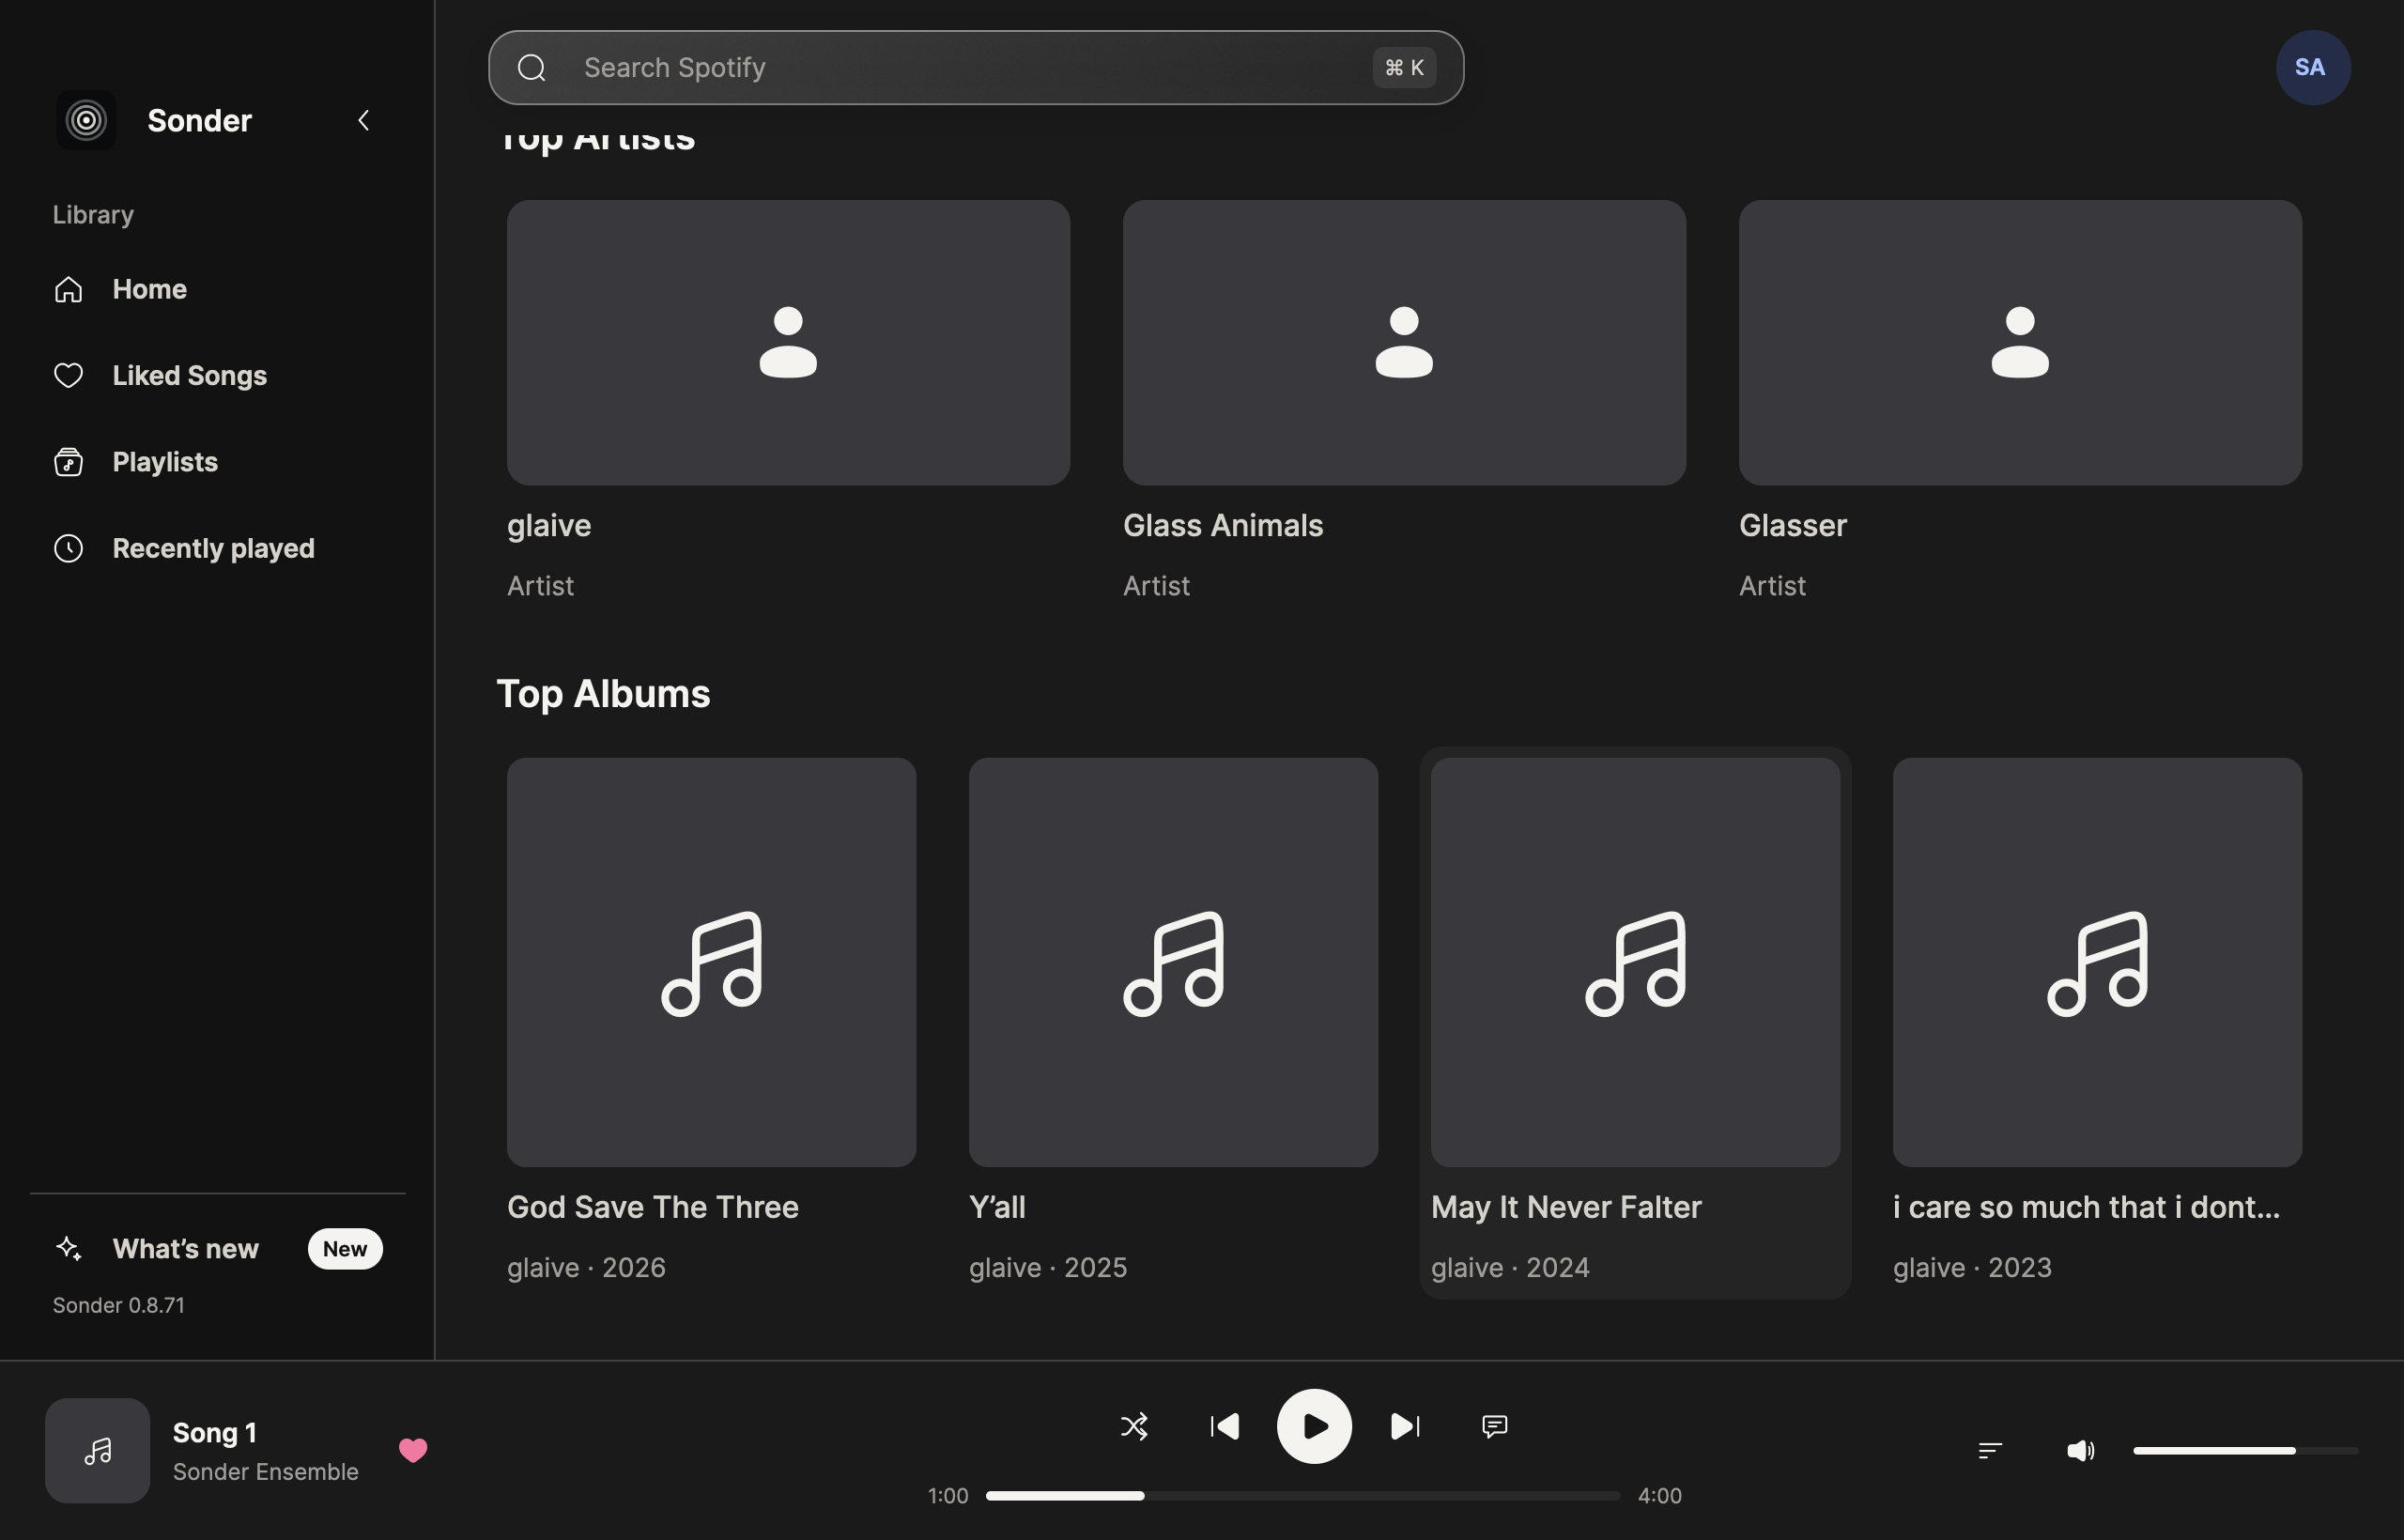 Search Spotify
⌘ K
SA
Sonder
Library
Home
Liked Songs
Playlists
Recently played
What’s new
New
Sonder 0.8.71
Top Artists
glaive
Artist
Glass Animals
Artist
Glasser
Artist
Top Albums
God Save The Three
glaive · 2026
Y’all
glaive · 2025
May It Never Falter
glaive · 2024
i care so much that i dont...
glaive · 2023
Song 1
Sonder Ensemble
1:00
4:00